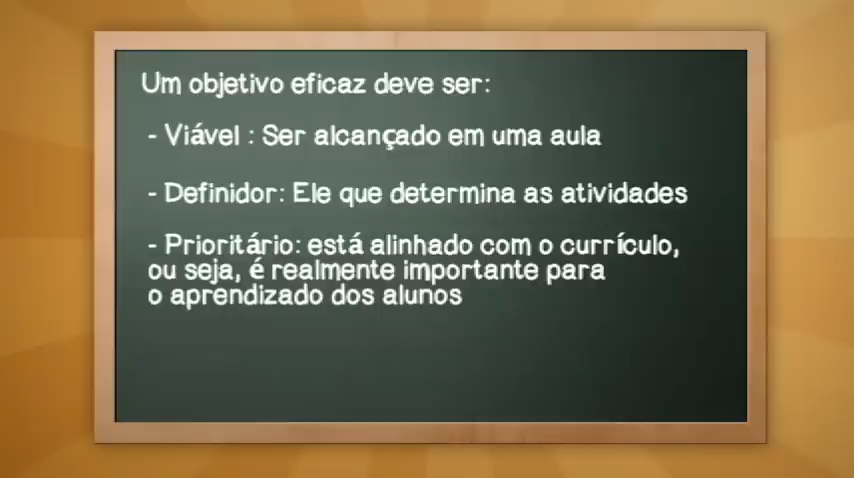 Um objetivo eficaz deve ser:
- Viável : Ser alcançado em uma aula
- Definidor: Ele que determina as atividades
- Prioritário: está alinhado com o currículo,
ou seja, é realmente importante para
o aprendizado dos alunos